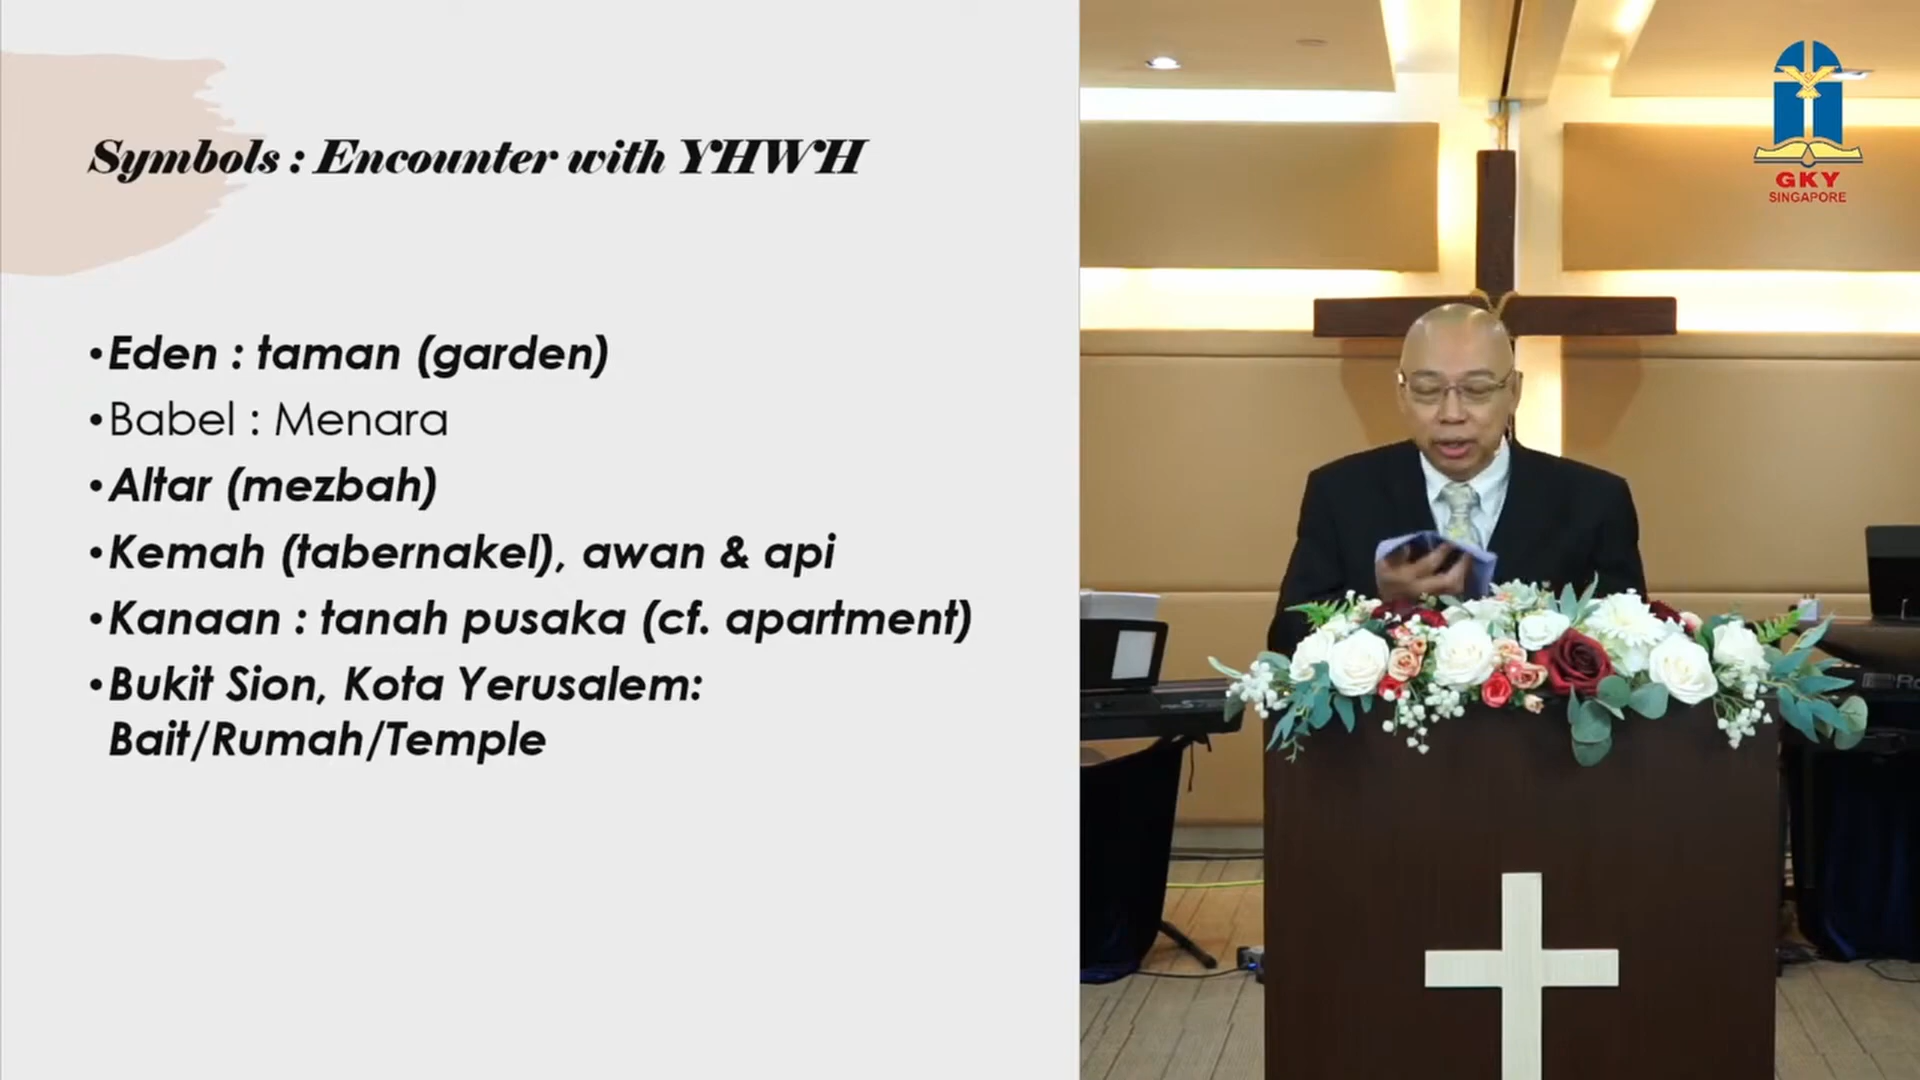 Symbols : Encounter with YHWH
•Eden : taman (garden)
•Babel : Menara
•Altar (mezbah)
•Kemah (tabernakel), awan & api
•Kanaan : tanah pusaka (cf. apartment)
•Bukit Sion, Kota Yerusalem:
Bait/Rumah/Temple
GKY
SINGAPORE